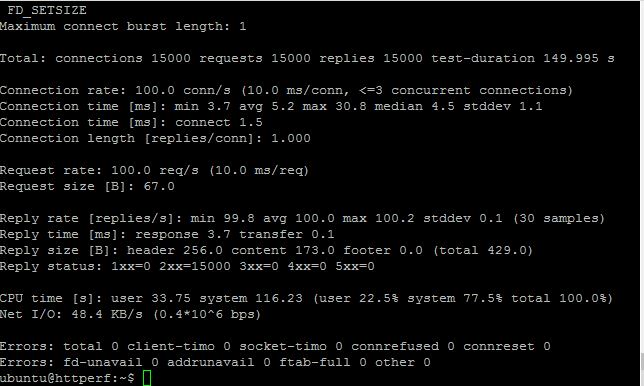 FD_SETSIZE
Maximum connect burst length: 1
Total: connections 15000 requests 15000 replies 15000 test-duration 149.995 s
Connection rate: 100.0 conn/s (10.0 ms/conn, <=3 concurrent connections)
Connection time [ms]: min 3.7 avg 5.2 max 30.8 median 4.5 stddev 1.1
Connection time [ms]: connect 1.5
Connection length [replies/conn]: 1.000
Request rate: 100.0 req/s (10.0 ms/req)
Request size [B]: 67.0
Reply rate [replies/s]: min 99.8 avg 100.0 max 100.2 stddev 0.1 (30 samples)
Reply time [ms]: response 3.7 transfer 0.1
Reply size [B]: header 256.0 content 173.0 footer 0.0 (total 429.0)
Reply status: 1xx=0 2xx=15000 3xx=0 4xx=0 5xx=0
CPU time [s]: user 33.75 system 116.23 (user 22.5% system 77.5% total 100.0%)
Net I/O: 48.4 KB/s (0.4*10^6 bps)
Errors: total 0 client-timo 0 socket-timo 0 connrefused 0 connreset 0
Errors: fd-unavail 0 addrunavail 0 ftab-full 0 other 0
ubuntu@httperf:~$